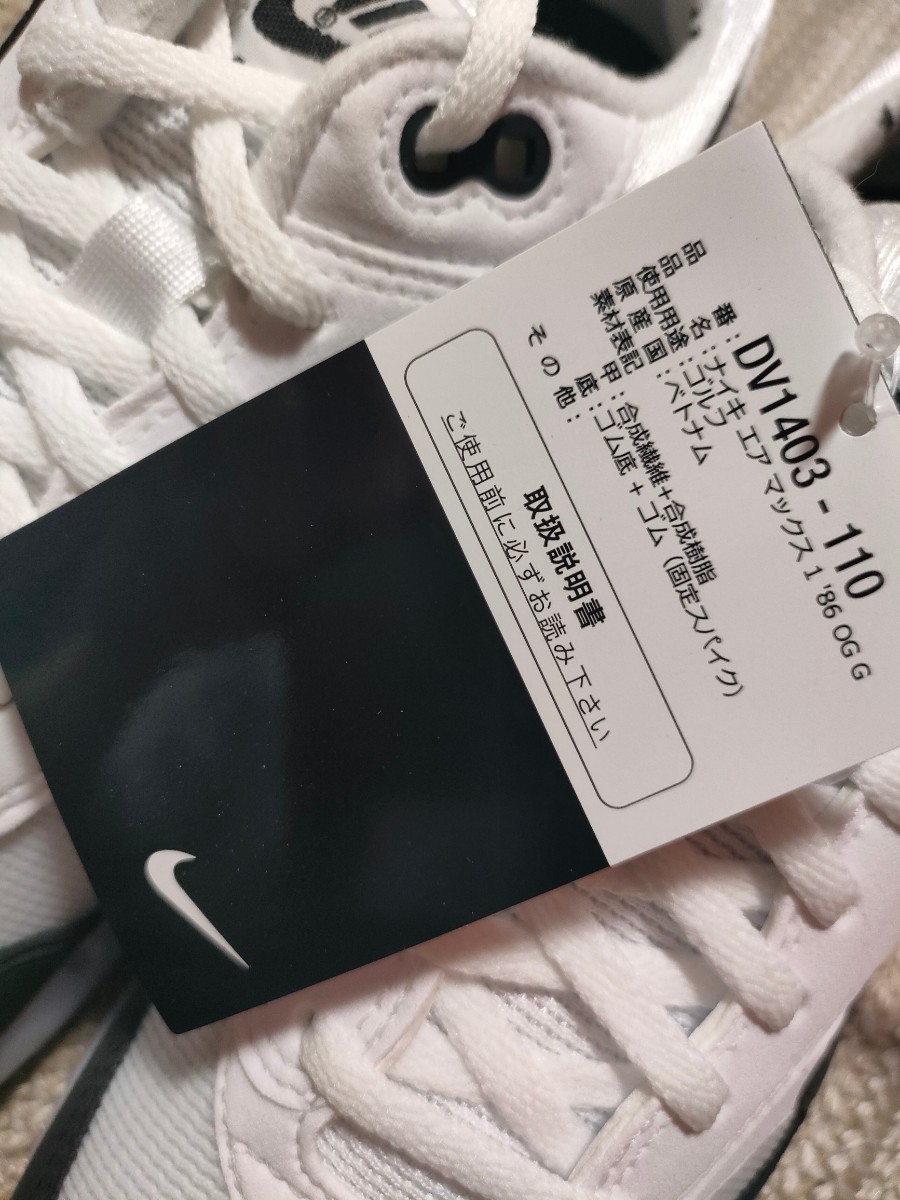 品番：DV1403 - 110
品名：ナイキ エア マックス 1 '86 OG G
使用用途：ゴルフ
原産国：ベトナム
素材表記 甲：合成繊維+合成樹脂
底：ゴム底 + ゴム（固定スパイク）
その他：
取扱説明書
ご使用前に必ずお読み下さい